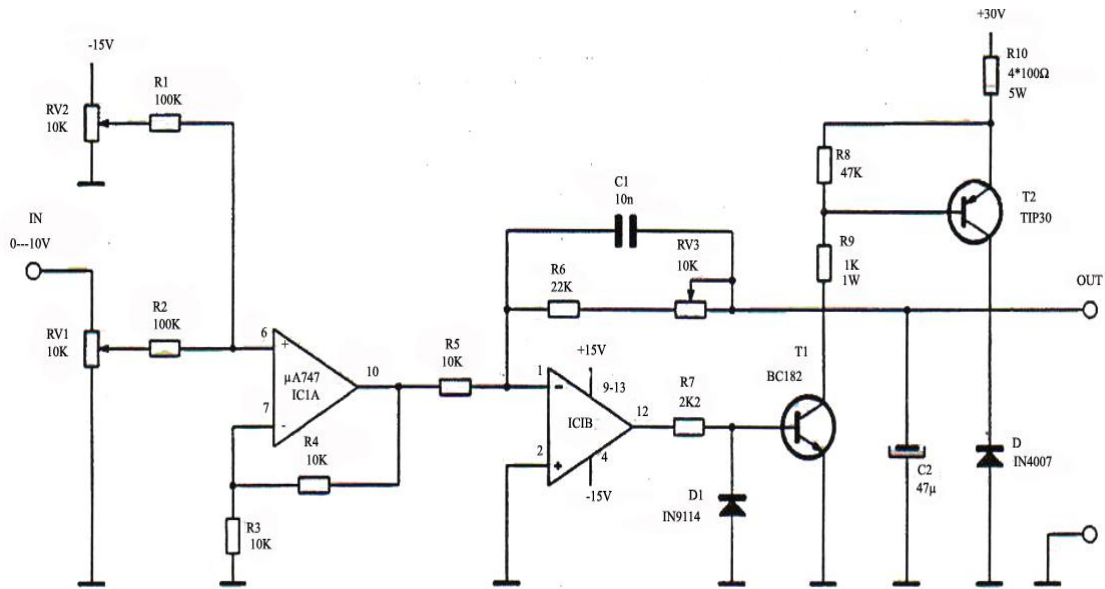 +30V
R10
4*100Ω
5W
-15V
R1
100K
RV2
10K
R8
47K
C1
10n
T2
TIP30
IN
0---10V
RV3
10K
R9
1K
1W
R6
22K
OUT
R2
100K
RV1
10K
6
+
µA747
IC1A
10
7
-
R5
10K
+15V
1
-
9-13
ICIB
12
2
+
4
-15V
R7
2K2
T1
BC182
R4
10K
R3
10K
D1
IN9114
C2
47µ
D
IN4007